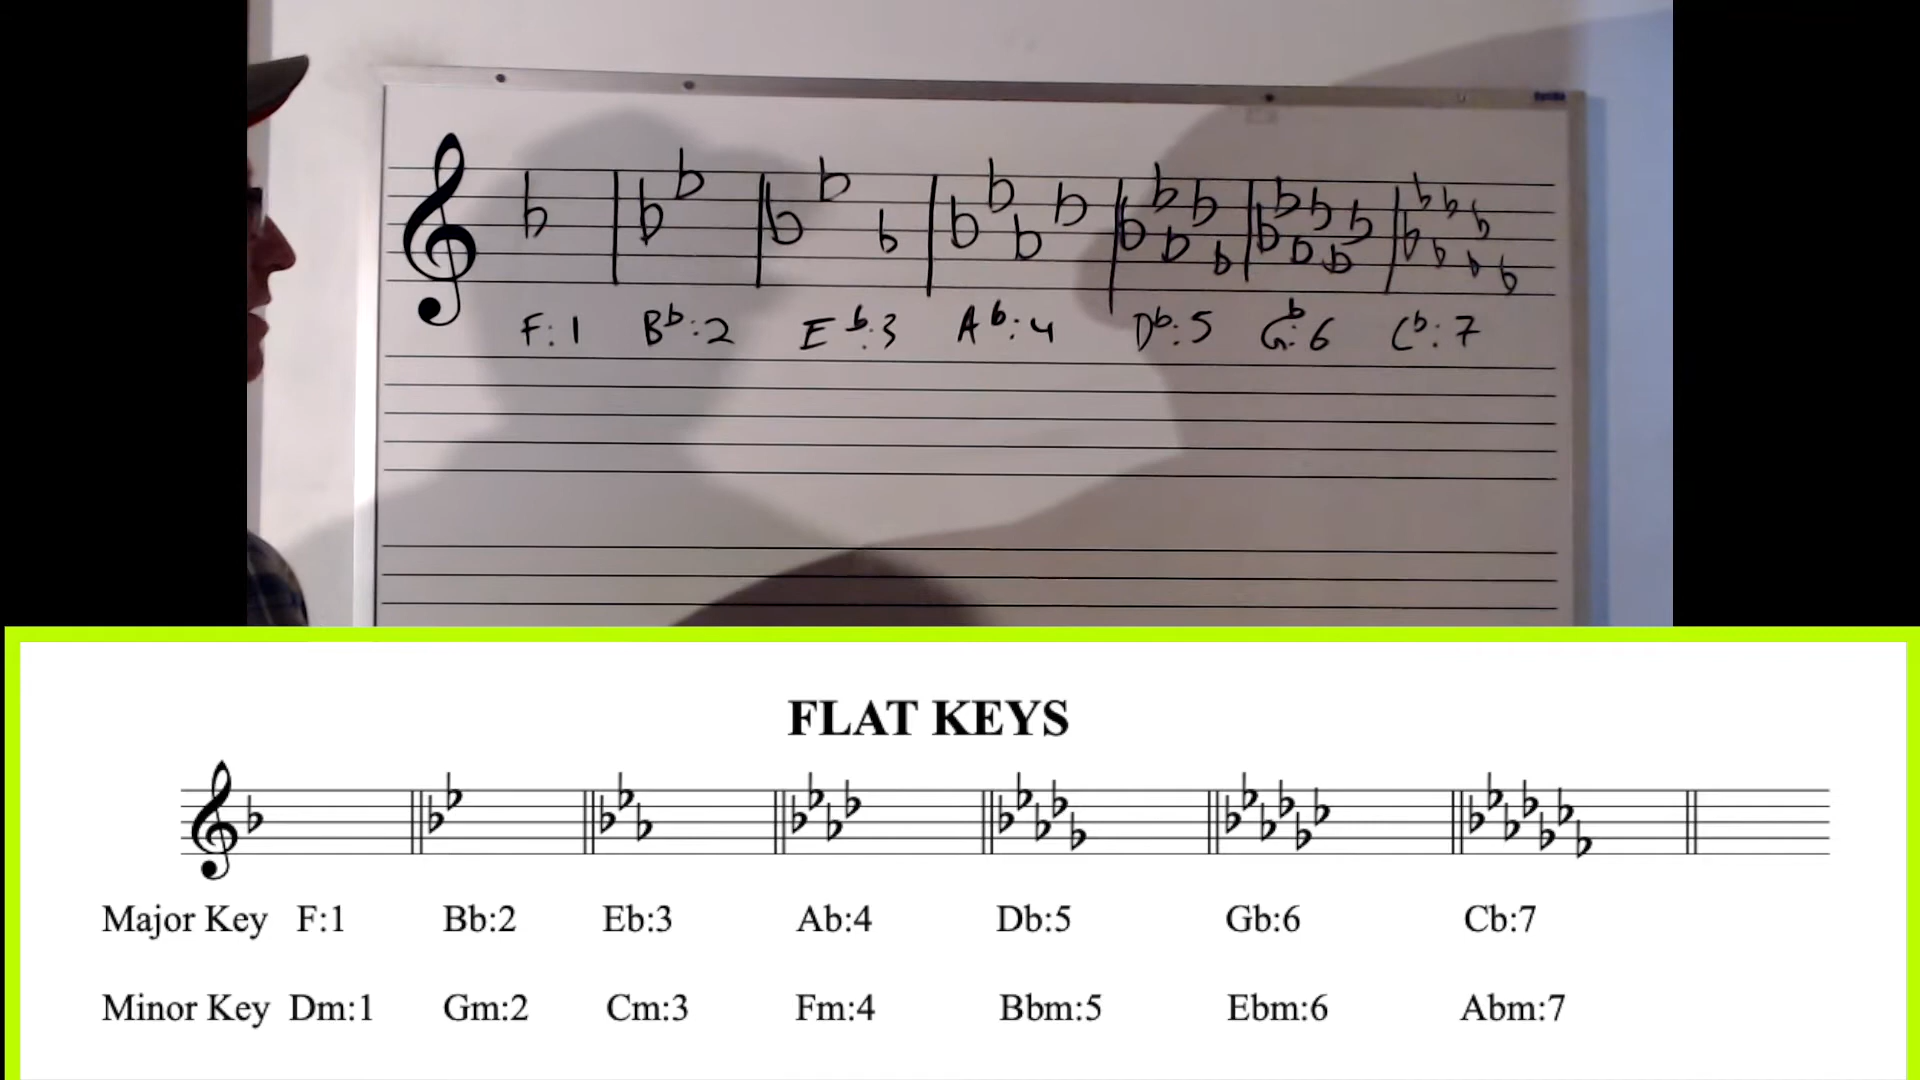 F:1 B♭:2 E♭:3 A♭:4 D♭:5 G♭:6 C♭:7
FLAT KEYS
Major Key F:1 Bb:2 Eb:3 Ab:4 Db:5 Gb:6 Cb:7
Minor Key Dm:1 Gm:2 Cm:3 Fm:4 Bbm:5 Ebm:6 Abm:7